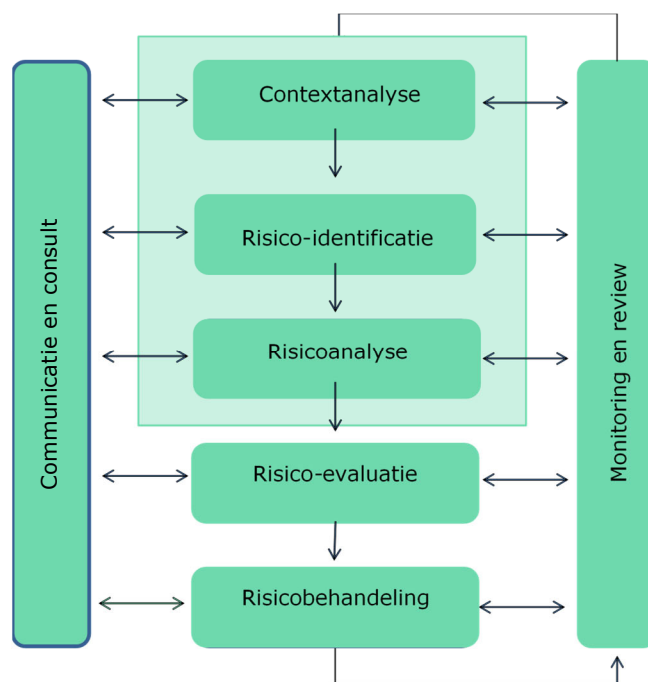 Contextanalyse
Risico-identificatie
Risicoanalyse
Risico-evaluatie
Risicobehandeling
Communicatie en consult
Monitoring en review